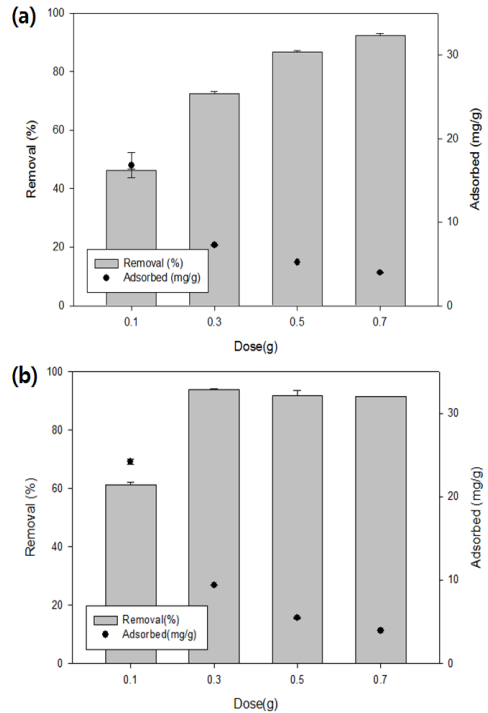 (a)
100
80
60
40
20
0
Removal (%)
30
20
10
0
Adsorbed (mg/g)
Removal (%)
Adsorbed (mg/g)
0.1 0.3 0.5 0.7
Dose(g)
(b)
100
80
60
40
20
0
Removal (%)
30
20
10
0
Adsorbed (mg/g)
Removal(%)
Adsorbed(mg/g)
0.1 0.3 0.5 0.7
Dose(g)